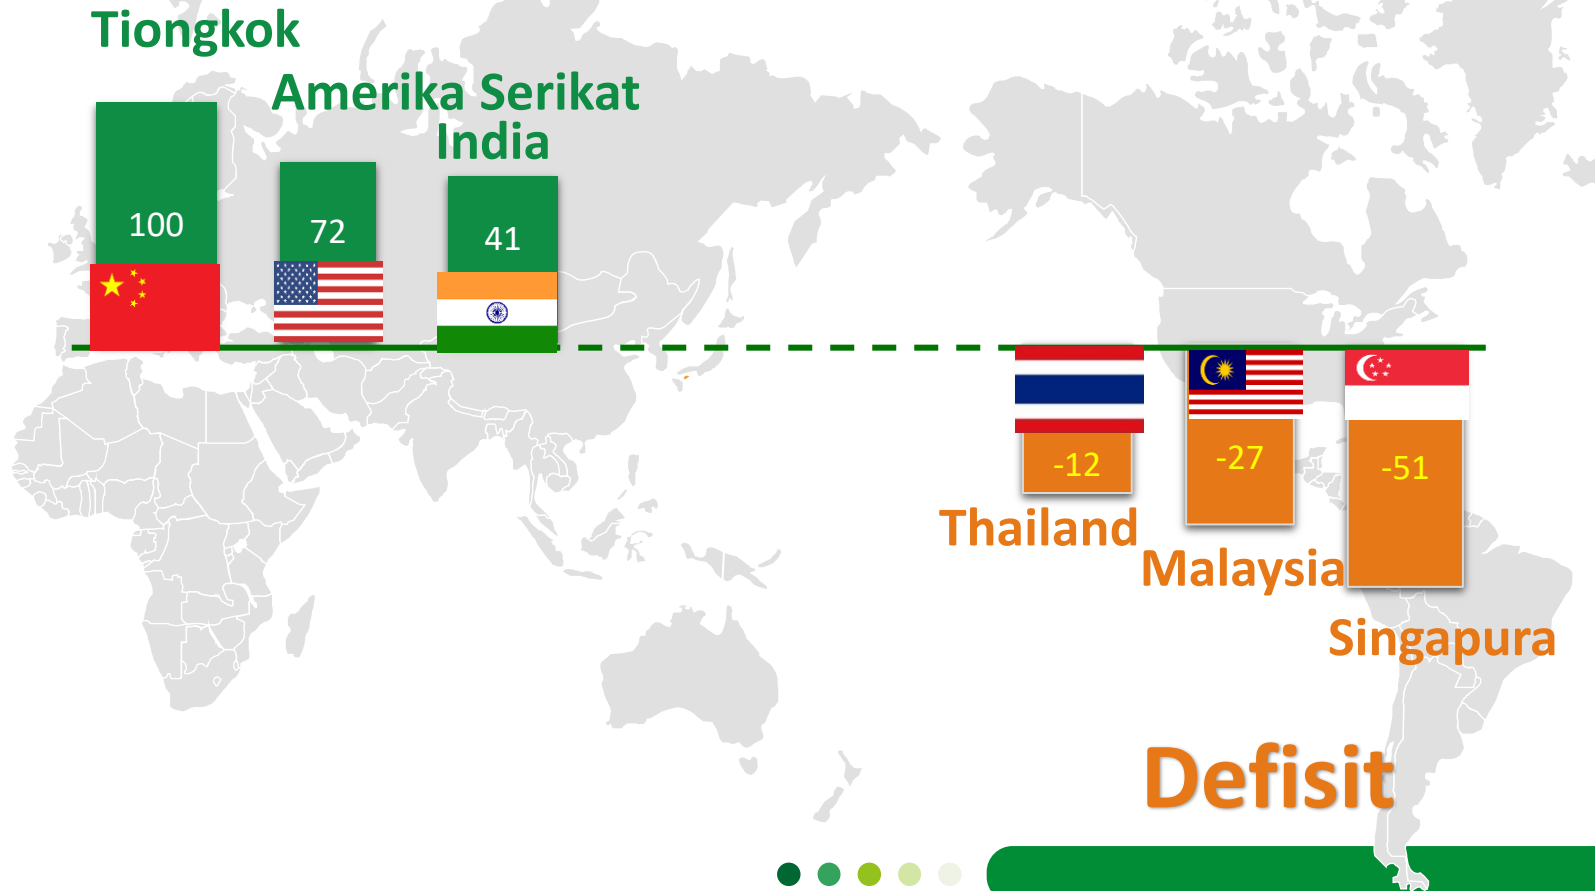 Tiongkok
Amerika Serikat
India
100
72
41
-12
-27
-51
Thailand
Malaysia
Singapura
Defisit